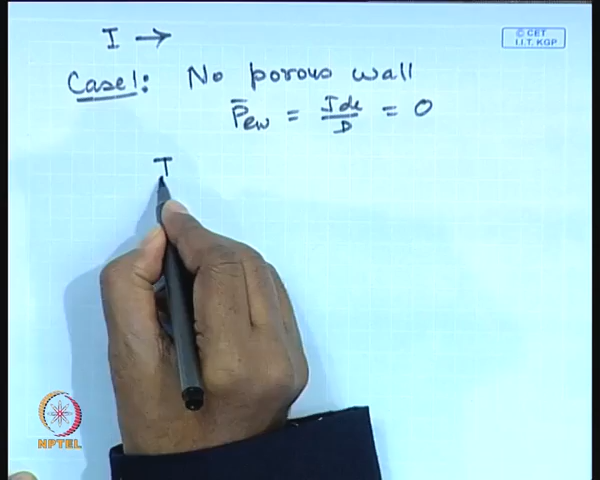 I →
© CET
I.I.T. KGP
Case 1: No porous wall
P̄ew = J de / D = 0
T
NPTEL